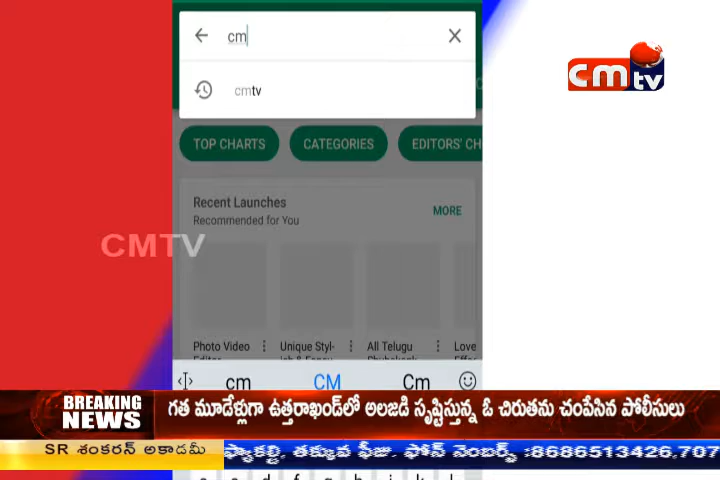 cm
cmtv
cmtv
TOP CHARTS
CATEGORIES
EDITORS' CH
Recent Launches
Recommended for You
MORE
CMTV
Photo Video
Unique Styl-
All Telugu
Love
cm
CM
Cm
BREAKING
NEWS
గత మూడేళ్లుగా ఉత్తరాఖండ్‌లో అలజడి సృష్టిస్తున్న ఓ చిరుతను చంపేసిన పోలీసులు
SR శంకరన్ అకాడమీ
ఫ్యాకల్టీ, తక్కువ ఫీజు, ఫోన్ నెంబర్స్ :8686513426,707